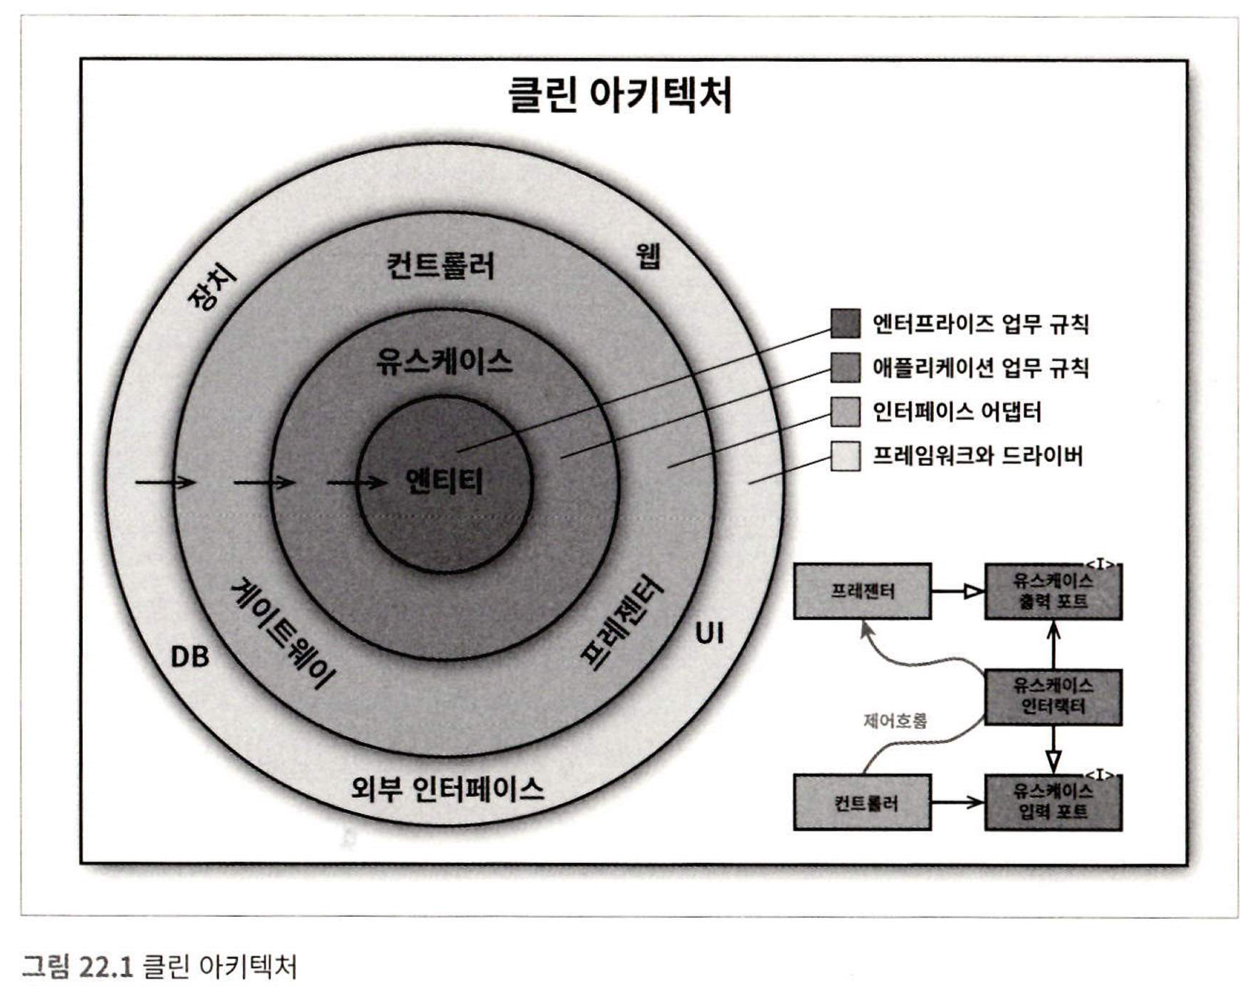 클린 아키텍처
장치
컨트롤러
웹
유스케이스
엔티티
게이트웨이
프레젠터
DB
UI
외부 인터페이스
엔터프라이즈 업무 규칙
애플리케이션 업무 규칙
인터페이스 어댑터
프레임워크와 드라이버
프레젠터
<I>
유스케이스
출력 포트
유스케이스
인터랙터
제어흐름
컨트롤러
<I>
유스케이스
입력 포트
그림 22.1 클린 아키텍처